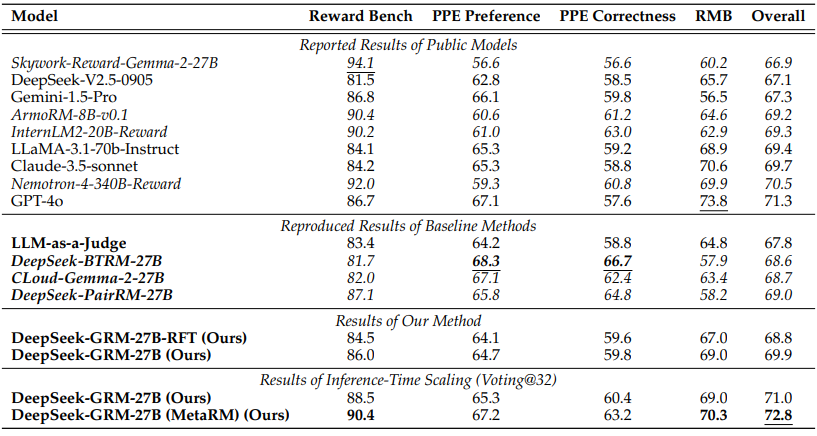 Model Reward Bench PPE Preference PPE Correctness RMB Overall
Reported Results of Public Models
Skywork-Reward-Gemma-2-27B 94.1 56.6 56.6 60.2 66.9
DeepSeek-V2.5-0905 81.5 62.8 58.5 65.7 67.1
Gemini-1.5-Pro 86.8 66.1 59.8 56.5 67.3
ArmoRM-8B-v0.1 90.4 60.6 61.2 64.6 69.2
InternLM2-20B-Reward 90.2 61.0 63.0 62.9 69.3
LLaMA-3.1-70b-Instruct 84.1 65.3 59.2 68.9 69.4
Claude-3.5-sonnet 84.2 65.3 58.8 70.6 69.7
Nemotron-4-340B-Reward 92.0 59.3 60.8 69.9 70.5
GPT-4o 86.7 67.1 57.6 73.8 71.3
Reproduced Results of Baseline Methods
LLM-as-a-Judge 83.4 64.2 58.8 64.8 67.8
DeepSeek-BTRM-27B 81.7 68.3 66.7 57.9 68.6
CLoud-Gemma-2-27B 82.0 67.1 62.4 63.4 68.7
DeepSeek-PairRM-27B 87.1 65.8 64.8 58.2 69.0
Results of Our Method
DeepSeek-GRM-27B-RFT (Ours) 84.5 64.1 59.6 67.0 68.8
DeepSeek-GRM-27B (Ours) 86.0 64.7 59.8 69.0 69.9
Results of Inference-Time Scaling (Voting@32)
DeepSeek-GRM-27B (Ours) 88.5 65.3 60.4 69.0 71.0
DeepSeek-GRM-27B (MetaRM) (Ours) 90.4 67.2 63.2 70.3 72.8